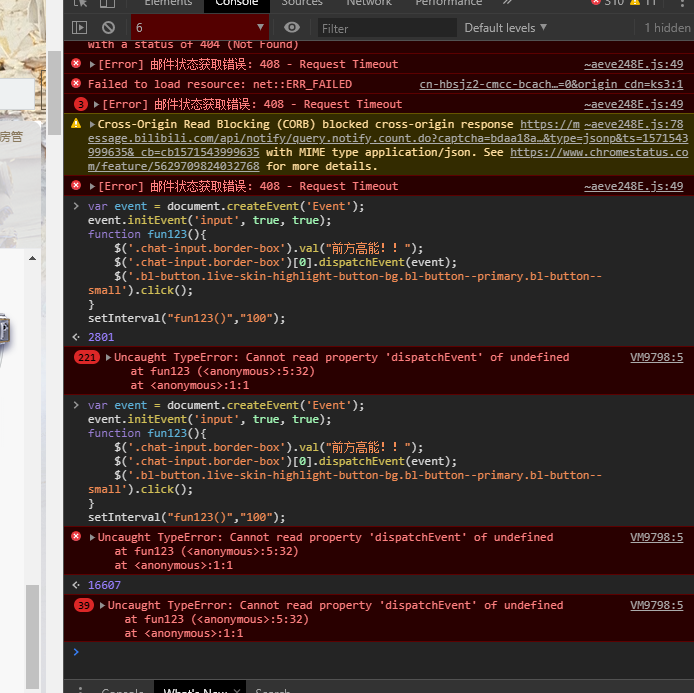 Elements Console Sources Network Performance » 310 11
6 Filter Default levels ▼ 1 hidden
with a status of 404 (Not Found)
[Error] 邮件状态获取错误: 408 - Request Timeout ~aeve248E.js:49
Failed to load resource: net::ERR_FAILED cn-hbsjz2-cmcc-bcach…=0&origin_cdn=ks3:1
3 [Error] 邮件状态获取错误: 408 - Request Timeout ~aeve248E.js:49
Cross-Origin Read Blocking (CORB) blocked cross-origin response https://m ~aeve248E.js:78
essage.bilibili.com/api/notify/query.notify.count.do?captcha=bdaa18a…&type=jsonp&ts=1571543
999635&_cb=cb1571543999635 with MIME type application/json. See https://www.chromestatus.co
m/feature/5629709824032768 for more details.
[Error] 邮件状态获取错误: 408 - Request Timeout ~aeve248E.js:49
> var event = document.createEvent('Event');
event.initEvent('input', true, true);
function fun123(){
$('.chat-input.border-box').val("前方高能！！");
$('.chat-input.border-box')[0].dispatchEvent(event);
$('.bl-button.live-skin-highlight-button-bg.bl-button--primary.bl-button--
small').click();
}
setInterval("fun123()","100");
2801
221 Uncaught TypeError: Cannot read property 'dispatchEvent' of undefined VM9798:5
at fun123 (<anonymous>:5:32)
at <anonymous>:1:1
> var event = document.createEvent('Event');
event.initEvent('input', true, true);
function fun123(){
$('.chat-input.border-box').val("前方高能！！");
$('.chat-input.border-box')[0].dispatchEvent(event);
$('.bl-button.live-skin-highlight-button-bg.bl-button--primary.bl-button--
small').click();
}
setInterval("fun123()","100");
Uncaught TypeError: Cannot read property 'dispatchEvent' of undefined VM9798:5
at fun123 (<anonymous>:5:32)
at <anonymous>:1:1
16607
39 Uncaught TypeError: Cannot read property 'dispatchEvent' of undefined VM9798:5
at fun123 (<anonymous>:5:32)
at <anonymous>:1:1
>
Console What's New × Search
房管